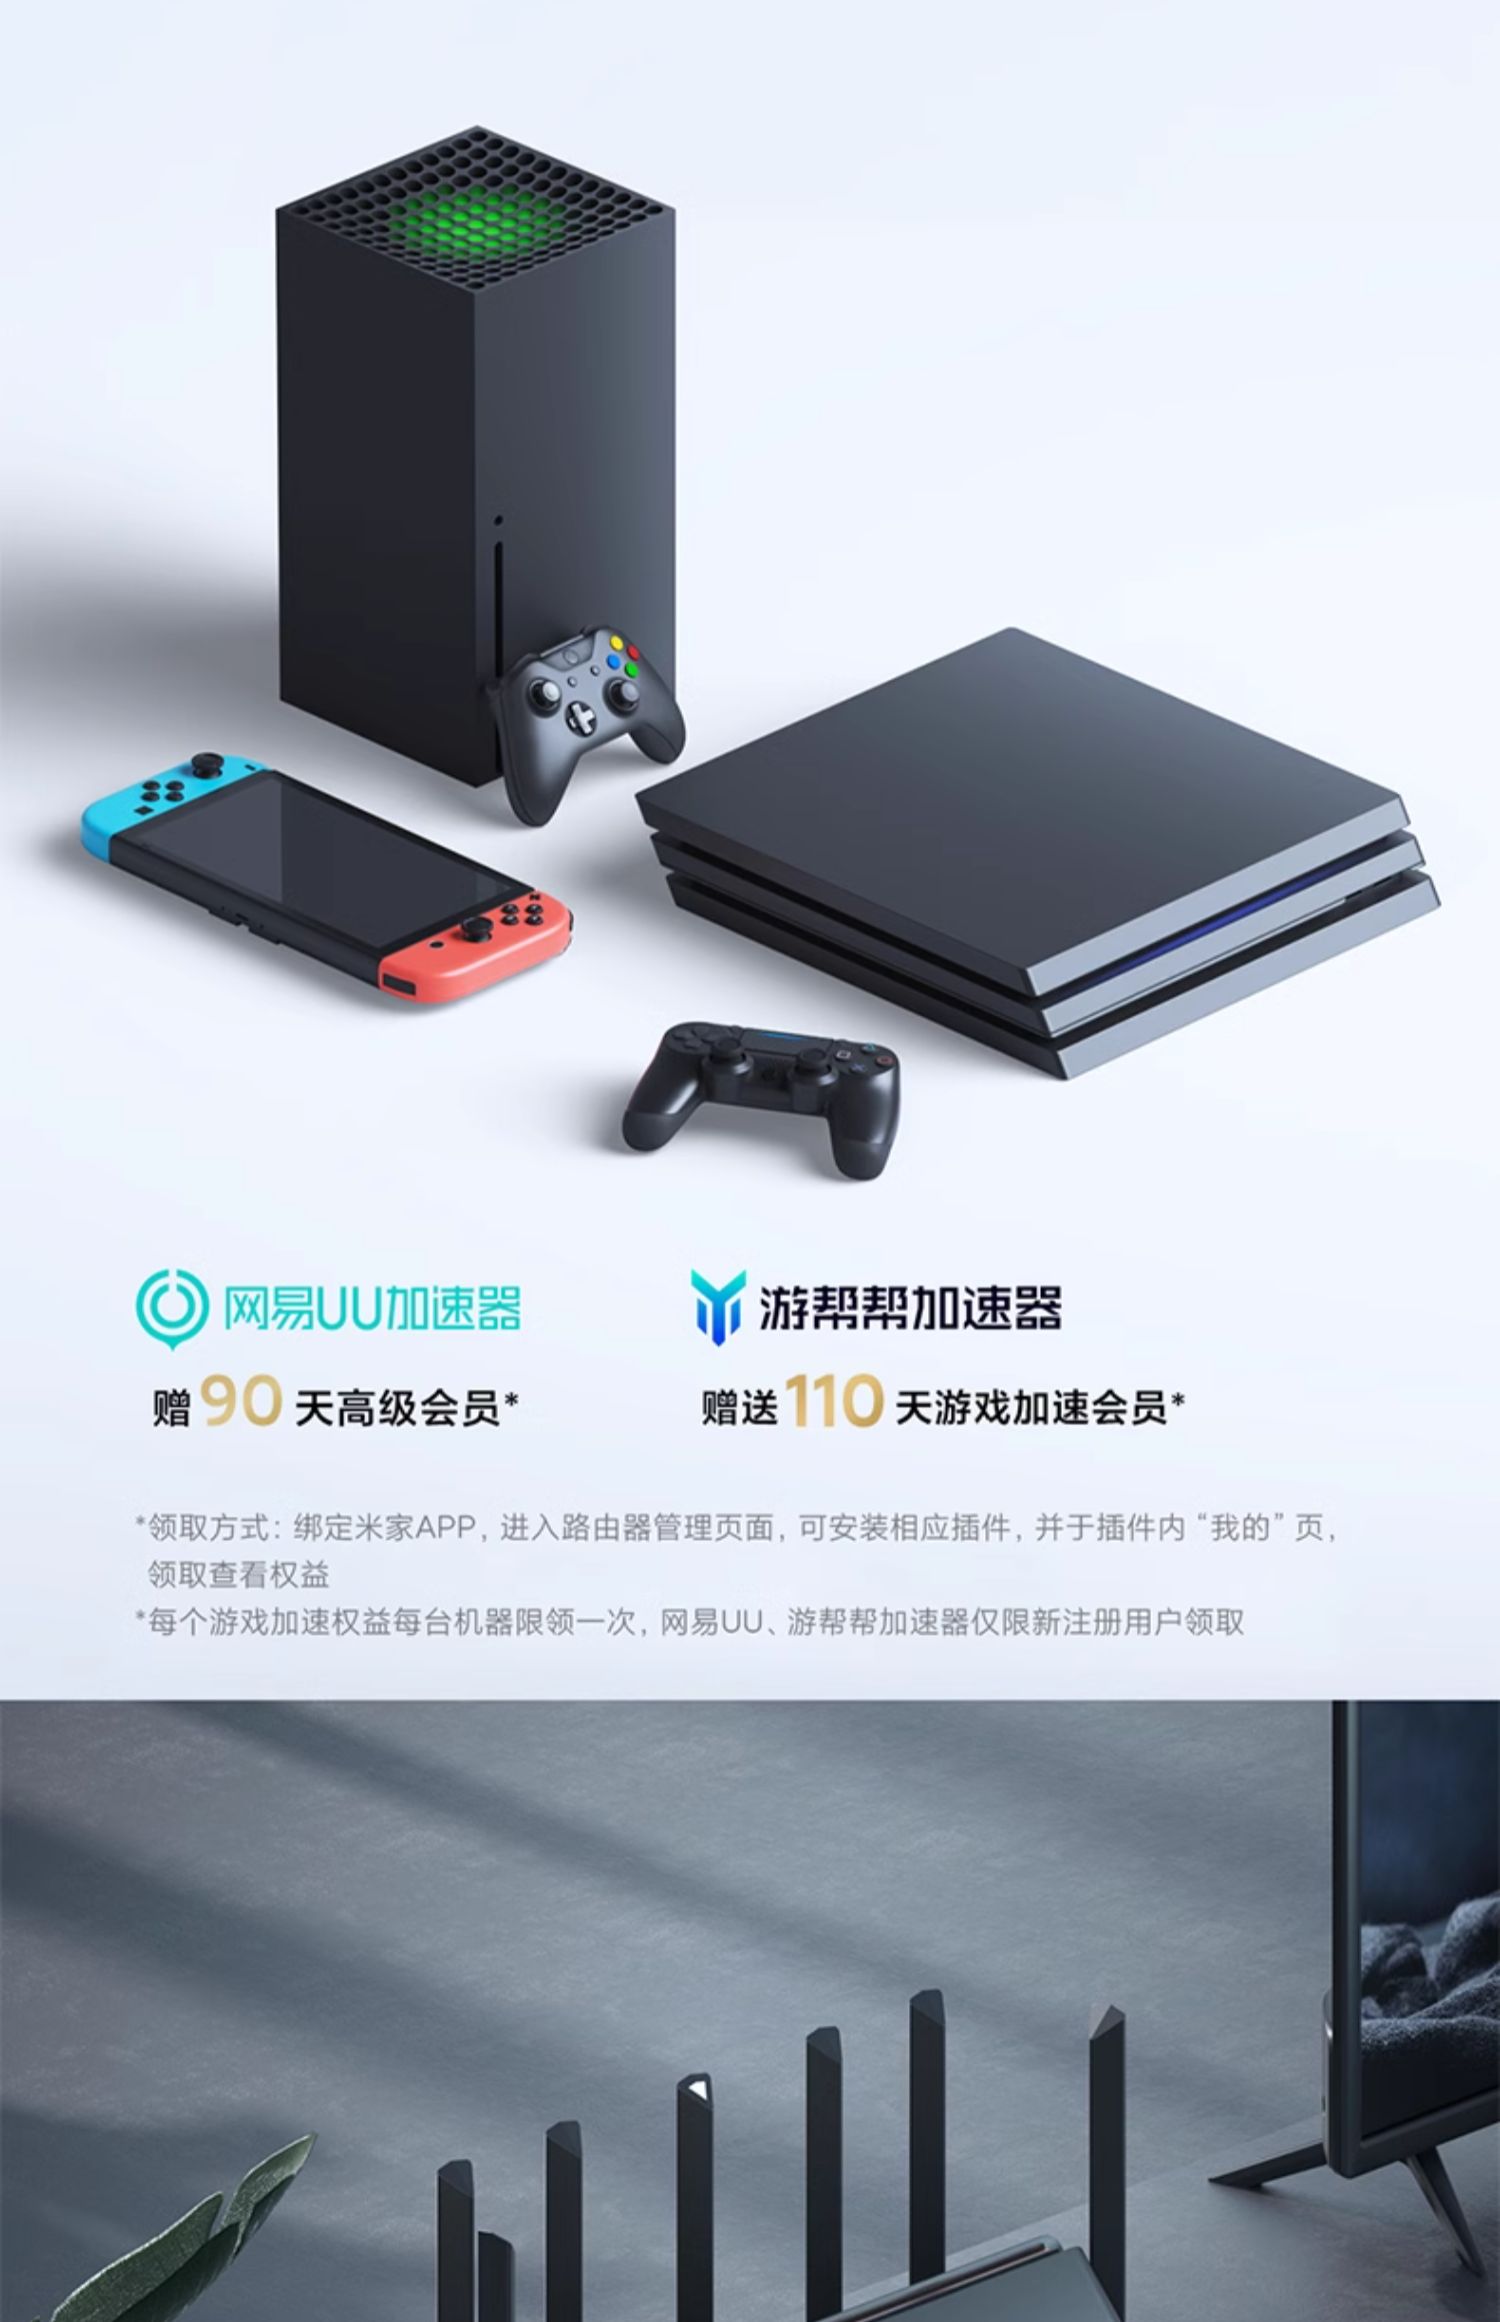 网易UU加速器
赠90天高级会员*
游帮帮加速器
赠送110天游戏加速会员*
*领取方式：绑定米家APP，进入路由器管理页面，可安装相应插件，并于插件内“我的”页，
领取查看权益
*每个游戏加速权益每台机器限领一次，网易UU、游帮帮加速器仅限新注册用户领取